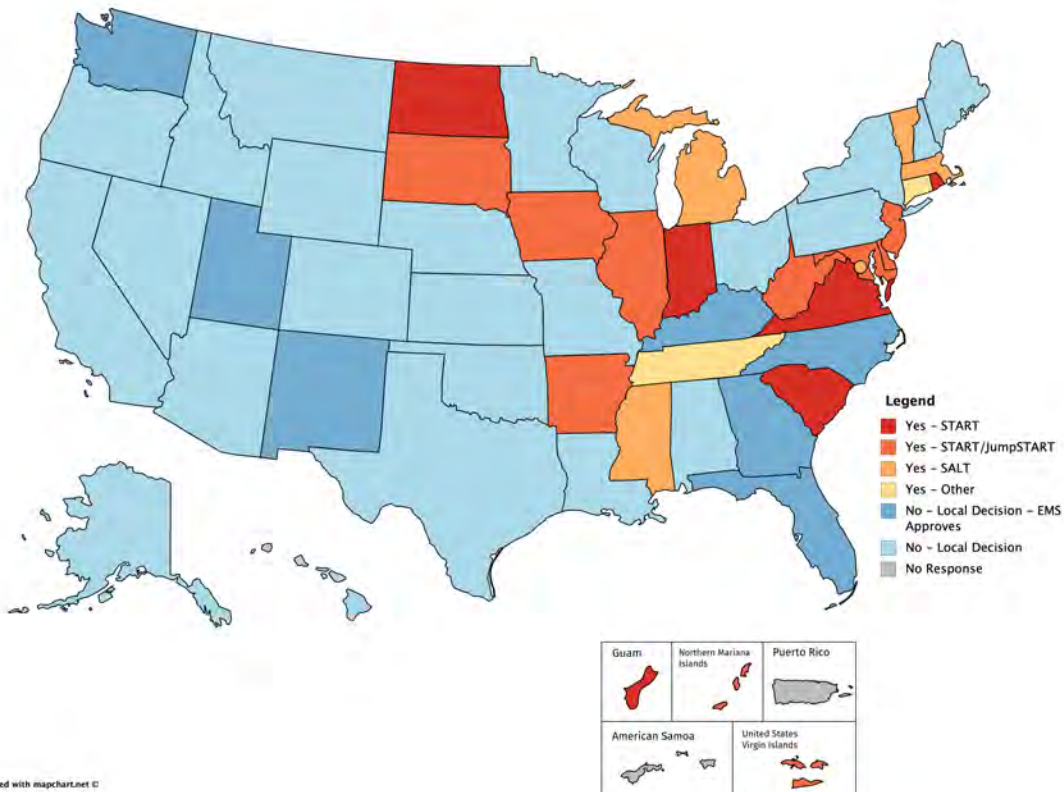 Legend
Yes – START
Yes – START/JumpSTART
Yes – SALT
Yes – Other
No – Local Decision – EMS
Approves
No – Local Decision
No Response
Guam
Northern Mariana
Islands
Puerto Rico
American Samoa
United States
Virgin Islands
ed with mapchart.net ©